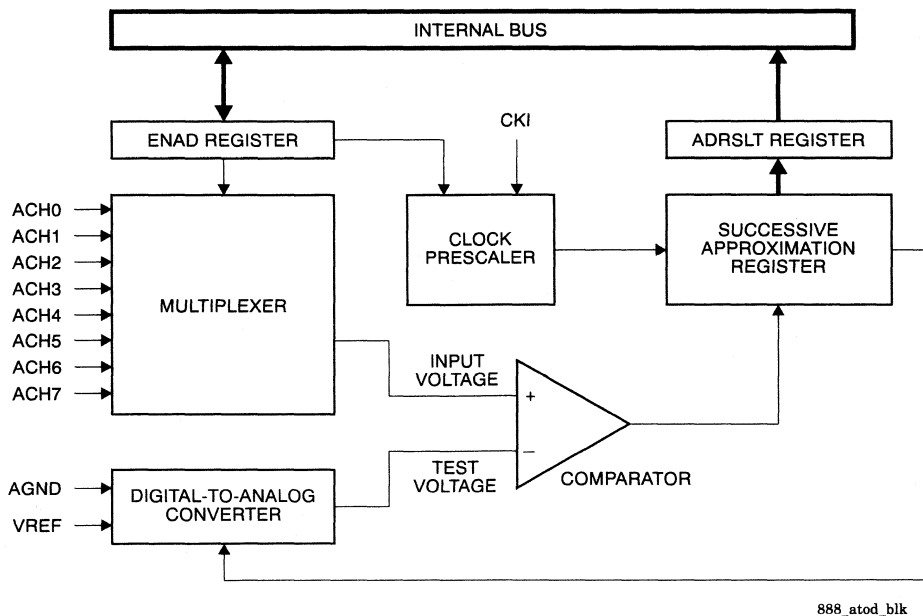 INTERNAL BUS
ENAD REGISTER
CKI
ADRSLT REGISTER
ACH0
ACH1
ACH2
ACH3
ACH4
ACH5
ACH6
ACH7
MULTIPLEXER
CLOCK
PRESCALER
SUCCESSIVE
APPROXIMATION
REGISTER
INPUT
VOLTAGE
+
−
TEST
VOLTAGE
COMPARATOR
AGND
VREF
DIGITAL-TO-ANALOG
CONVERTER
888_atod_blk